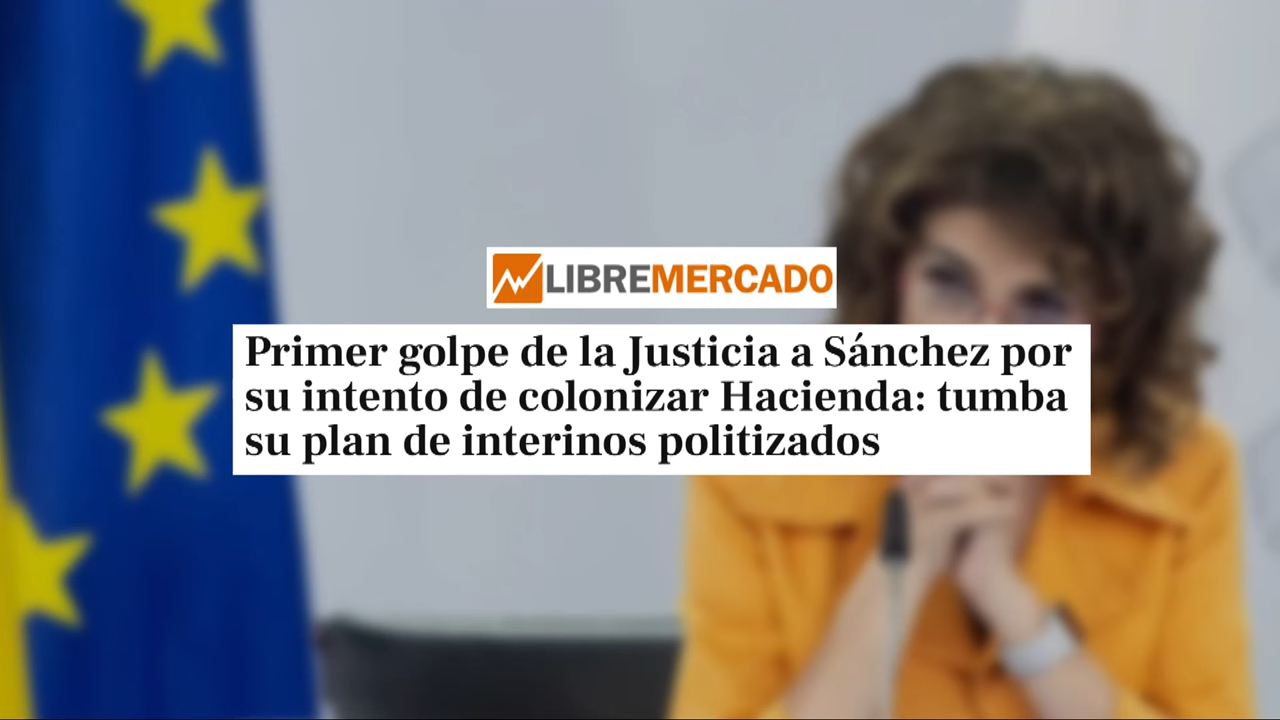 LIBREMERCADO
Primer golpe de la Justicia a Sánchez por
su intento de colonizar Hacienda: tumba
su plan de interinos politizados